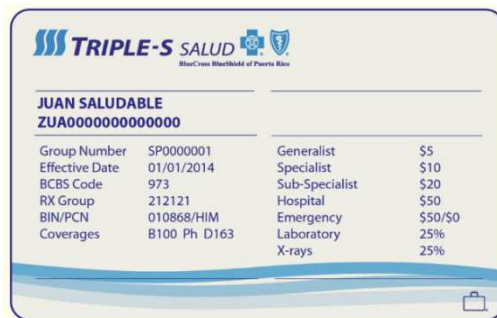 TRIPLE-S SALUD
BlueCross BlueShield of Puerto Rico
JUAN SALUDABLE
ZUA0000000000000
Group Number SP0000001
Effective Date 01/01/2014
BCBS Code 973
RX Group 212121
BIN/PCN 010868/HIM
Coverages B100 Ph D163
Generalist $5
Specialist $10
Sub-Specialist $20
Hospital $50
Emergency $50/$0
Laboratory 25%
X-rays 25%